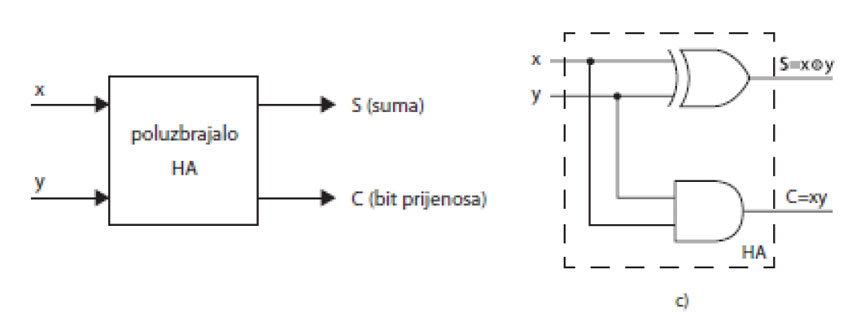 x
y
poluzbrajalo
HA
S (suma)
C (bit prijenosa)
x
y
S=x⊕y
C=xy
HA
c)